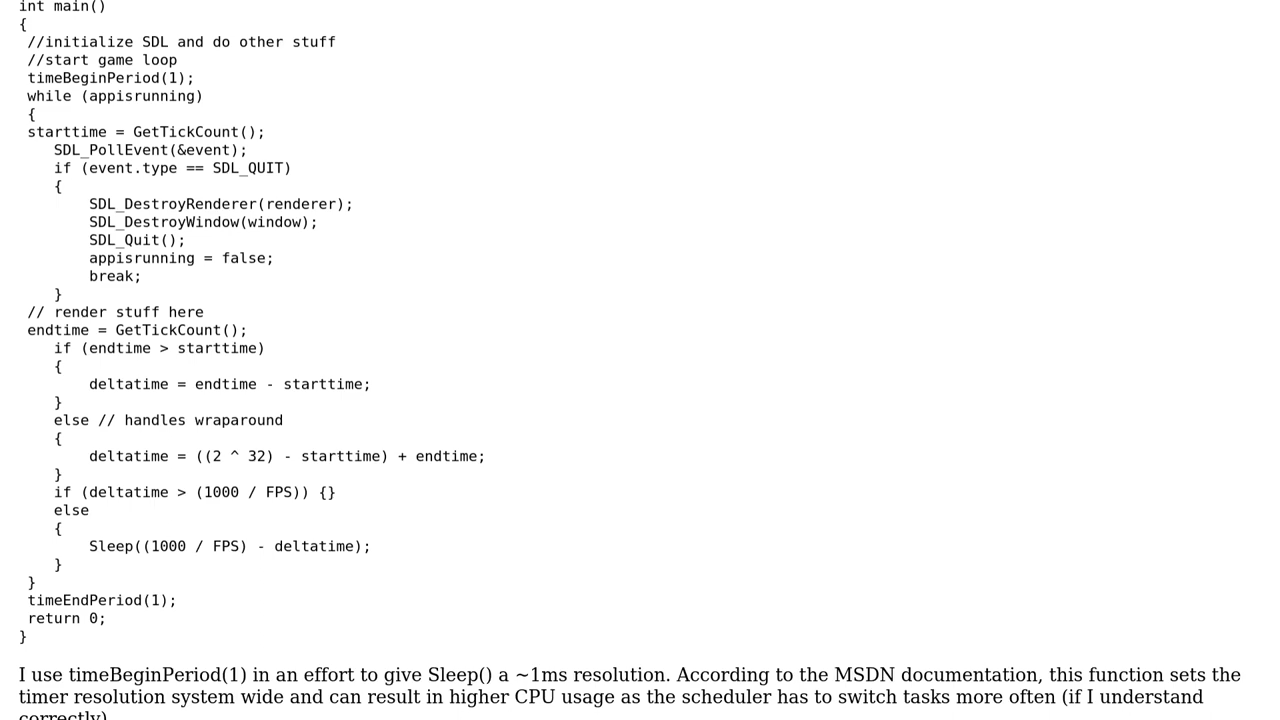 int main()
{
//initialize SDL and do other stuff
//start game loop
timeBeginPeriod(1);
while (appisrunning)
{
starttime = GetTickCount();
SDL_PollEvent(&event);
if (event.type == SDL_QUIT)
{
SDL_DestroyRenderer(renderer);
SDL_DestroyWindow(window);
SDL_Quit();
appisrunning = false;
break;
}
// render stuff here
endtime = GetTickCount();
if (endtime > starttime)
{
deltatime = endtime - starttime;
}
else // handles wraparound
{
deltatime = ((2 ^ 32) - starttime) + endtime;
}
if (deltatime > (1000 / FPS)) {}
else
{
Sleep((1000 / FPS) - deltatime);
}
}
timeEndPeriod(1);
return 0;
}
I use timeBeginPeriod(1) in an effort to give Sleep() a ~1ms resolution. According to the MSDN documentation, this function sets the
timer resolution system wide and can result in higher CPU usage as the scheduler has to switch tasks more often (if I understand
correctly)